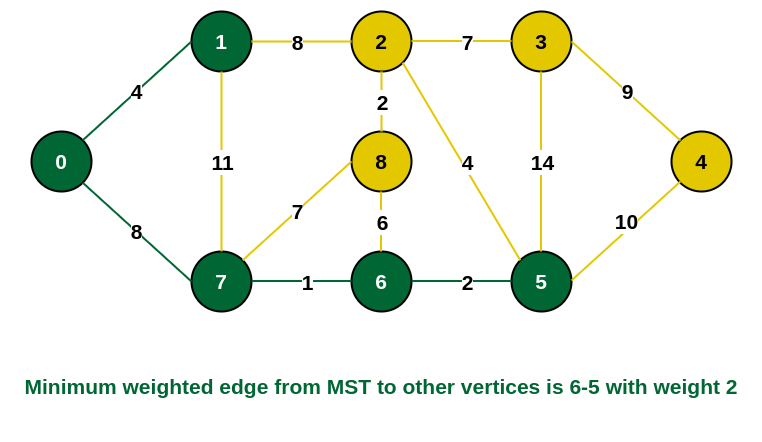 1 8 2 7 3
4 2 9
0 11 8 4 14 4
8 7 6 10
7 1 6 2 5
Minimum weighted edge from MST to other vertices is 6-5 with weight 2